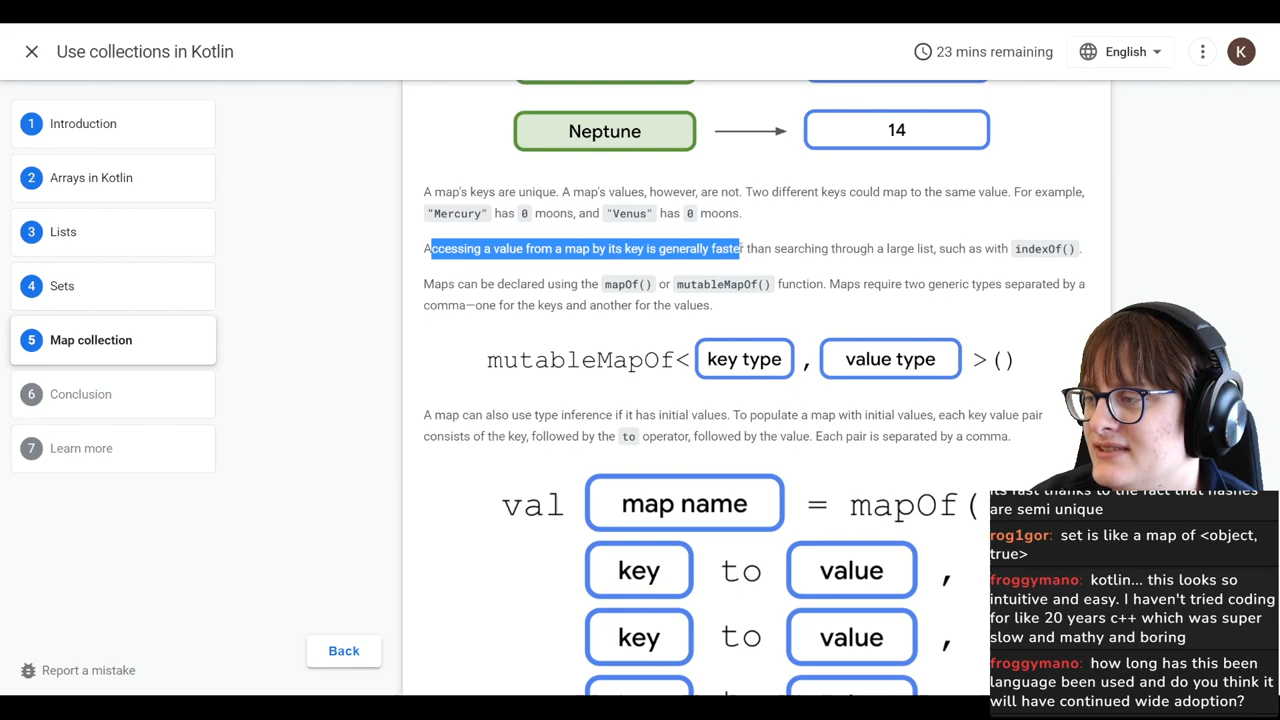 Use collections in Kotlin
23 mins remaining
English
K
1 Introduction
2 Arrays in Kotlin
3 Lists
4 Sets
5 Map collection
6 Conclusion
7 Learn more
Report a mistake
Neptune
14
A map's keys are unique. A map's values, however, are not. Two different keys could map to the same value. For example,
"Mercury" has 0 moons, and "Venus" has 0 moons.
Accessing a value from a map by its key is generally faster than searching through a large list, such as with indexOf().
Maps can be declared using the mapOf() or mutableMapOf() function. Maps require two generic types separated by a
comma—one for the keys and another for the values.
mutableMapOf< key type , value type >()
A map can also use type inference if it has initial values. To populate a map with initial values, each key value pair
consists of the key, followed by the to operator, followed by the value. Each pair is separated by a comma.
val map name = mapOf(
key to value ,
key to value ,
Back
its fast thanks to the fact that hashes
are semi unique
rog1gor: set is like a map of <object,
true>
froggymano: kotlin... this looks so
intuitive and easy. I haven't tried coding
for like 20 years c++ which was super
slow and mathy and boring
froggymano: how long has this been
language been used and do you think it
will have continued wide adoption?